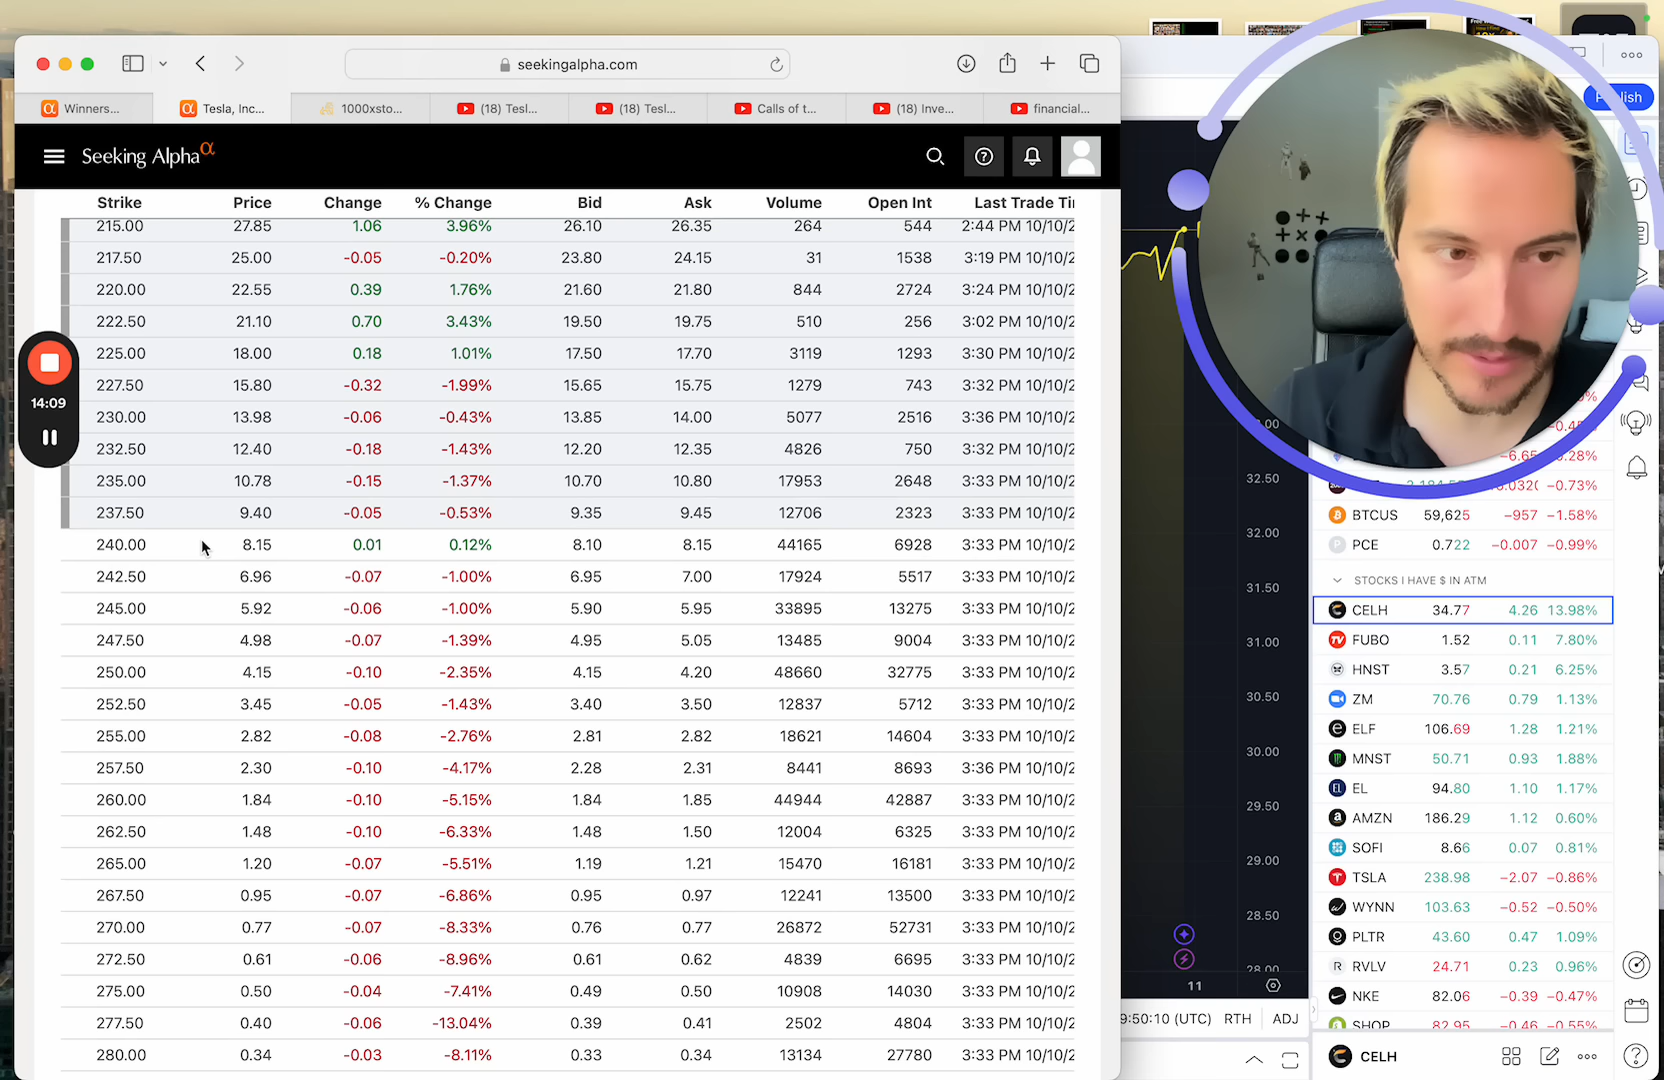 seekingalpha.com
Winners...
Tesla, Inc...
1000xsto...
(18) Tesl...
(18) Tesl...
Calls of t...
(18) Inve...
financial...
Seeking Alpha α
Strike Price Change % Change Bid Ask Volume Open Int Last Trade Ti
215.00 27.85 1.06 3.96% 26.10 26.35 264 544 2:44 PM 10/10/2
217.50 25.00 -0.05 -0.20% 23.80 24.15 31 1538 3:19 PM 10/10/2
220.00 22.55 0.39 1.76% 21.60 21.80 844 2724 3:24 PM 10/10/2
222.50 21.10 0.70 3.43% 19.50 19.75 510 256 3:02 PM 10/10/2
225.00 18.00 0.18 1.01% 17.50 17.70 3119 1293 3:30 PM 10/10/2
227.50 15.80 -0.32 -1.99% 15.65 15.75 1279 743 3:32 PM 10/10/2
230.00 13.98 -0.06 -0.43% 13.85 14.00 5077 2516 3:36 PM 10/10/2
232.50 12.40 -0.18 -1.43% 12.20 12.35 4826 750 3:32 PM 10/10/2
235.00 10.78 -0.15 -1.37% 10.70 10.80 17953 2648 3:33 PM 10/10/2
237.50 9.40 -0.05 -0.53% 9.35 9.45 12706 2323 3:33 PM 10/10/2
240.00 8.15 0.01 0.12% 8.10 8.15 44165 6928 3:33 PM 10/10/2
242.50 6.96 -0.07 -1.00% 6.95 7.00 17924 5517 3:33 PM 10/10/2
245.00 5.92 -0.06 -1.00% 5.90 5.95 33895 13275 3:33 PM 10/10/2
247.50 4.98 -0.07 -1.39% 4.95 5.05 13485 9004 3:33 PM 10/10/2
250.00 4.15 -0.10 -2.35% 4.15 4.20 48660 32775 3:33 PM 10/10/2
252.50 3.45 -0.05 -1.43% 3.40 3.50 12837 5712 3:33 PM 10/10/2
255.00 2.82 -0.08 -2.76% 2.81 2.82 18621 14604 3:33 PM 10/10/2
257.50 2.30 -0.10 -4.17% 2.28 2.31 8441 8693 3:36 PM 10/10/2
260.00 1.84 -0.10 -5.15% 1.84 1.85 44944 42887 3:33 PM 10/10/2
262.50 1.48 -0.10 -6.33% 1.48 1.50 12004 6325 3:33 PM 10/10/2
265.00 1.20 -0.07 -5.51% 1.19 1.21 15470 16181 3:33 PM 10/10/2
267.50 0.95 -0.07 -6.86% 0.95 0.97 12241 13500 3:33 PM 10/10/2
270.00 0.77 -0.07 -8.33% 0.76 0.77 26872 52731 3:33 PM 10/10/2
272.50 0.61 -0.06 -8.96% 0.61 0.62 4839 6695 3:33 PM 10/10/2
275.00 0.50 -0.04 -7.41% 0.49 0.50 10908 14030 3:33 PM 10/10/2
277.50 0.40 -0.06 -13.04% 0.39 0.41 2502 4804 3:33 PM 10/10/2
280.00 0.34 -0.03 -8.11% 0.33 0.34 13134 27780 3:33 PM 10/10/2
14:09
32.50
32.00
31.50
31.00
30.50
30.00
29.50
29.00
28.50
28.00
11
9:50:10 (UTC) RTH ADJ
−0.73%
BTCUS 59,625 −957 −1.58%
PCE 0.722 −0.007 −0.99%
STOCKS I HAVE $ IN ATM
CELH 34.77 4.26 13.98%
FUBO 1.52 0.11 7.80%
HNST 3.57 0.21 6.25%
ZM 70.76 0.79 1.13%
ELF 106.69 1.28 1.21%
MNST 50.71 0.93 1.88%
EL 94.80 1.10 1.17%
AMZN 186.29 1.12 0.60%
SOFI 8.66 0.07 0.81%
TSLA 238.98 −2.07 −0.86%
WYNN 103.63 −0.52 −0.50%
PLTR 43.60 0.47 1.09%
RVLV 24.71 0.23 0.96%
NKE 82.06 −0.39 −0.47%
SHOP 82.95 −0.46 −0.55%
CELH